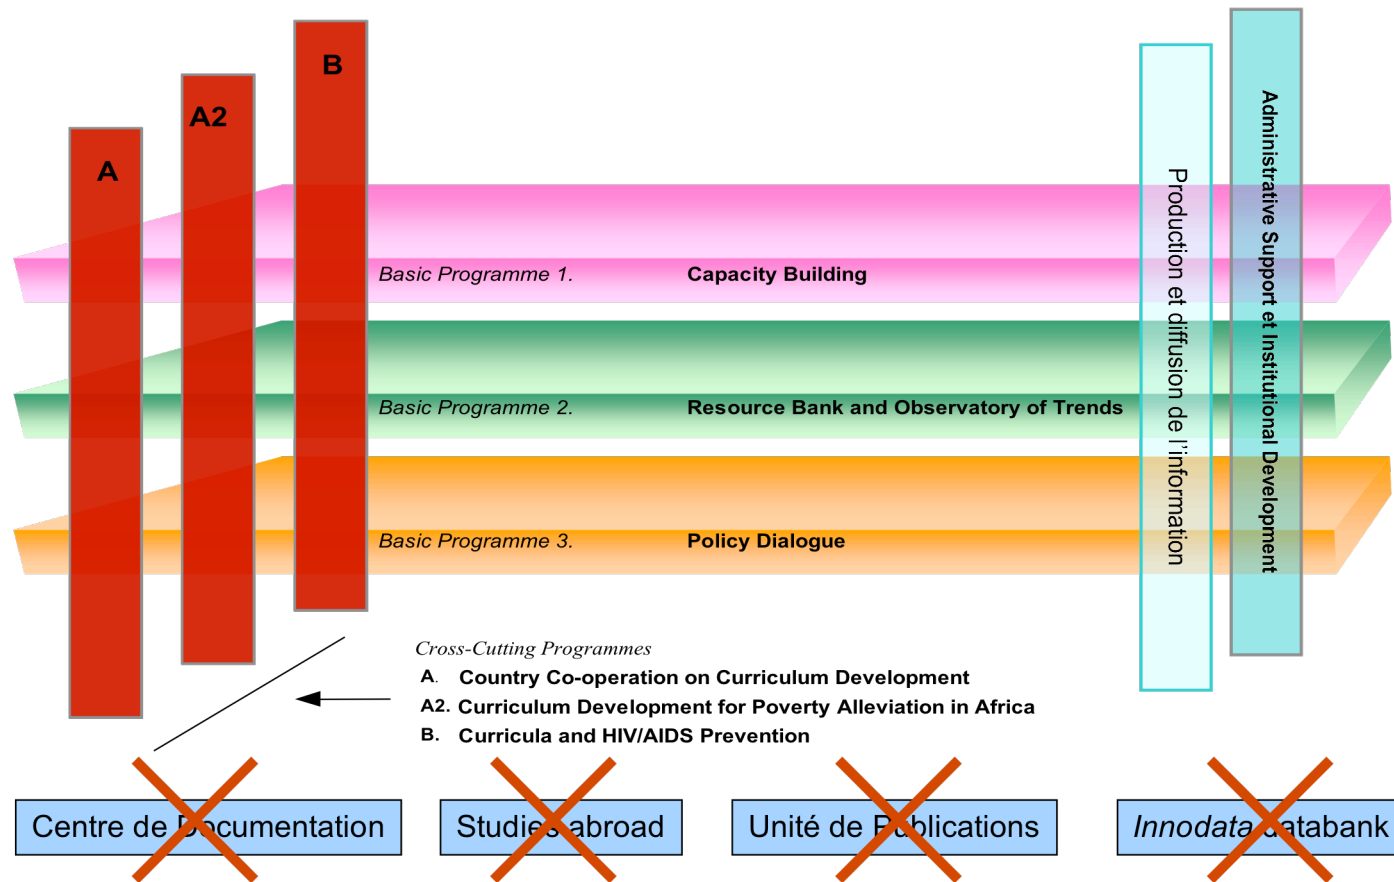 B
A2
A
Basic Programme 1. Capacity Building
Basic Programme 2. Resource Bank and Observatory of Trends
Basic Programme 3. Policy Dialogue
Production et diffusion de l'information
Administrative Support et Institutional Development
Cross-Cutting Programmes
A. Country Co-operation on Curriculum Development
A2. Curriculum Development for Poverty Alleviation in Africa
B. Curricula and HIV/AIDS Prevention
Centre de Documentation
Studies abroad
Unité de Publications
Innodata databank